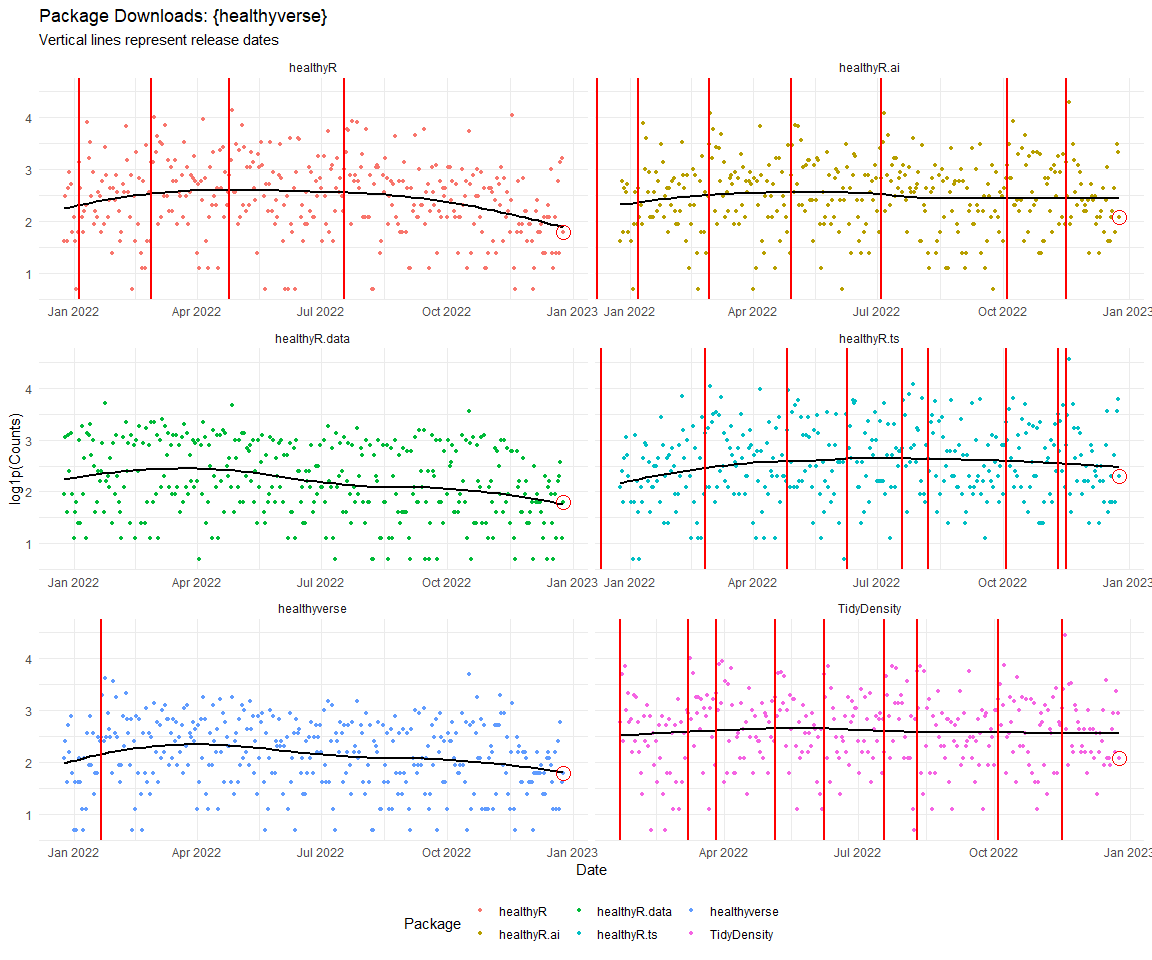 Package Downloads: {healthyverse}
Vertical lines represent release dates
healthyR
healthyR.ai
4
3
2
1
Jan 2022 Apr 2022 Jul 2022 Oct 2022 Jan 2023
Jan 2022 Apr 2022 Jul 2022 Oct 2022 Jan 2023
healthyR.data
healthyR.ts
4
3
2
1
log1p(Counts)
Jan 2022 Apr 2022 Jul 2022 Oct 2022 Jan 2023
Jan 2022 Apr 2022 Jul 2022 Oct 2022 Jan 2023
healthyverse
TidyDensity
4
3
2
1
Jan 2022 Apr 2022 Jul 2022 Oct 2022 Jan 2023
Apr 2022 Jul 2022 Oct 2022 Jan 2023
Date
Package
healthyR healthyR.data healthyverse
healthyR.ai healthyR.ts TidyDensity